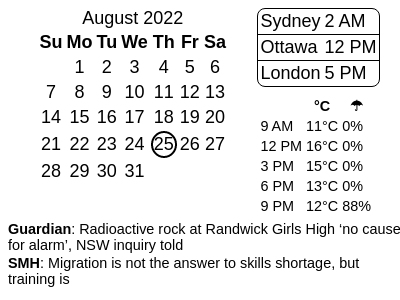 August 2022
Su Mo Tu We Th Fr Sa
1 2 3 4 5 6
7 8 9 10 11 12 13
14 15 16 17 18 19 20
21 22 23 24 25 26 27
28 29 30 31
Sydney 2 AM
Ottawa 12 PM
London 5 PM
°C ☂
9 AM 11°C 0%
12 PM 16°C 0%
3 PM 15°C 0%
6 PM 13°C 0%
9 PM 12°C 88%
Guardian: Radioactive rock at Randwick Girls High ‘no cause
for alarm’, NSW inquiry told
SMH: Migration is not the answer to skills shortage, but
training is